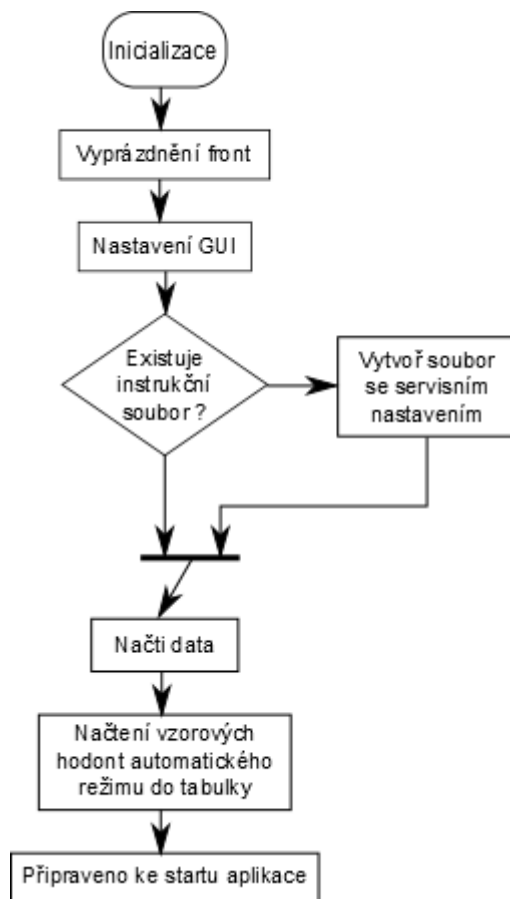 Inicializace
Vyprázdnění front
Nastavení GUI
Existuje
instrukční
soubor ?
Vytvoř soubor
se servisním
nastavením
Načti data
Načtení vzorových
hodont automatického
režimu do tabulky
Připraveno ke startu aplikace